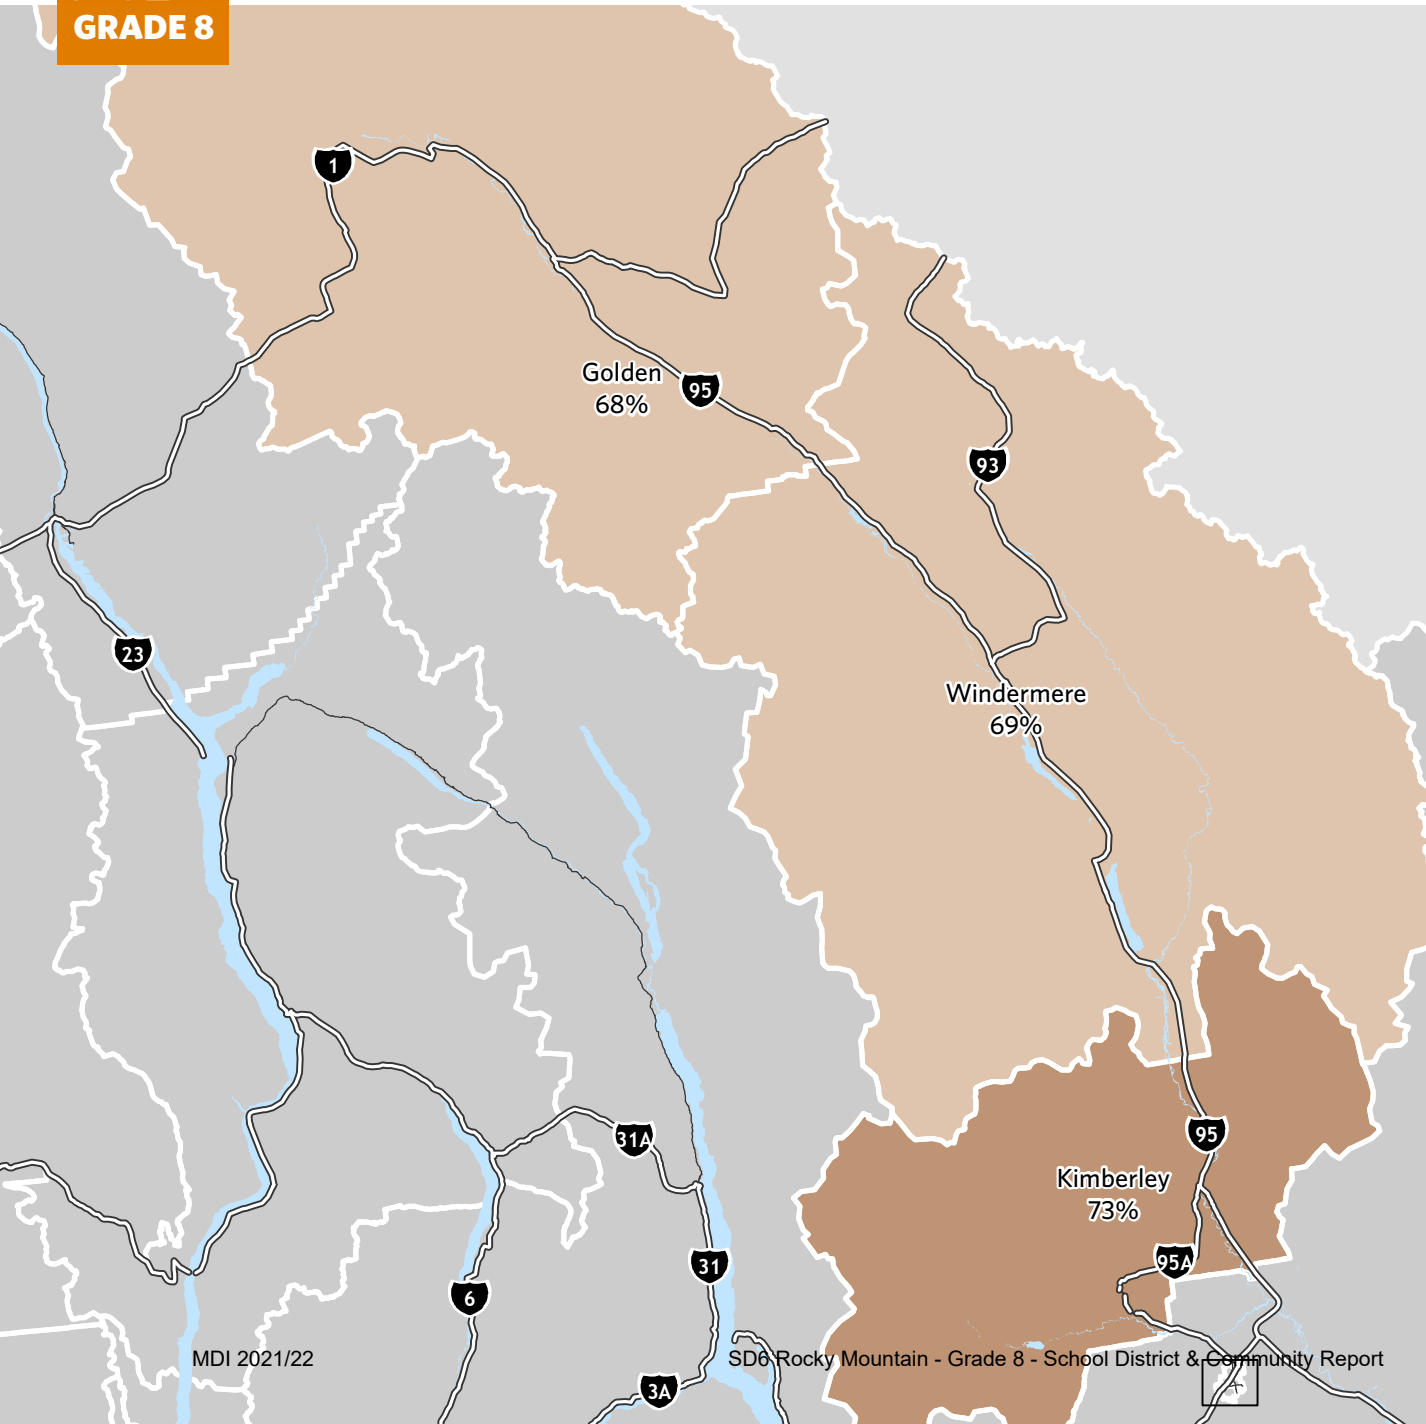 GRADE 8
1
Golden
68%
95
93
23
Windermere
69%
95
31A
Kimberley
73%
95A
31
6
MDI 2021/22
SD6 Rocky Mountain - Grade 8 - School District & Community Report
3A